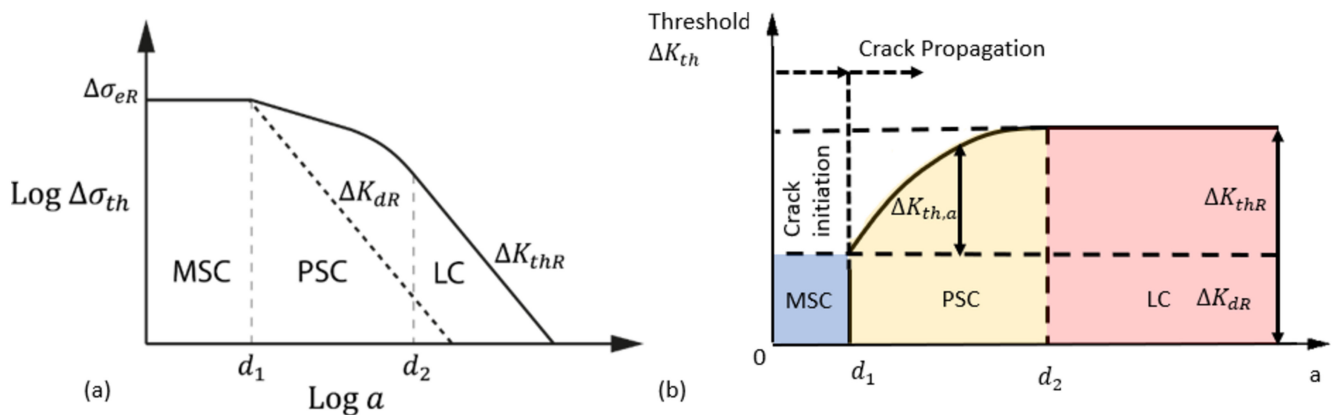 Δσ_eR
Log Δσ_th
ΔK_dR
ΔK_thR
MSC
PSC
LC
d_1
d_2
(a)
Log a
Threshold
ΔK_th
Crack Propagation
Crack
initiation
ΔK_th,a
ΔK_thR
MSC
PSC
LC
ΔK_dR
0
d_1
d_2
a
(b)